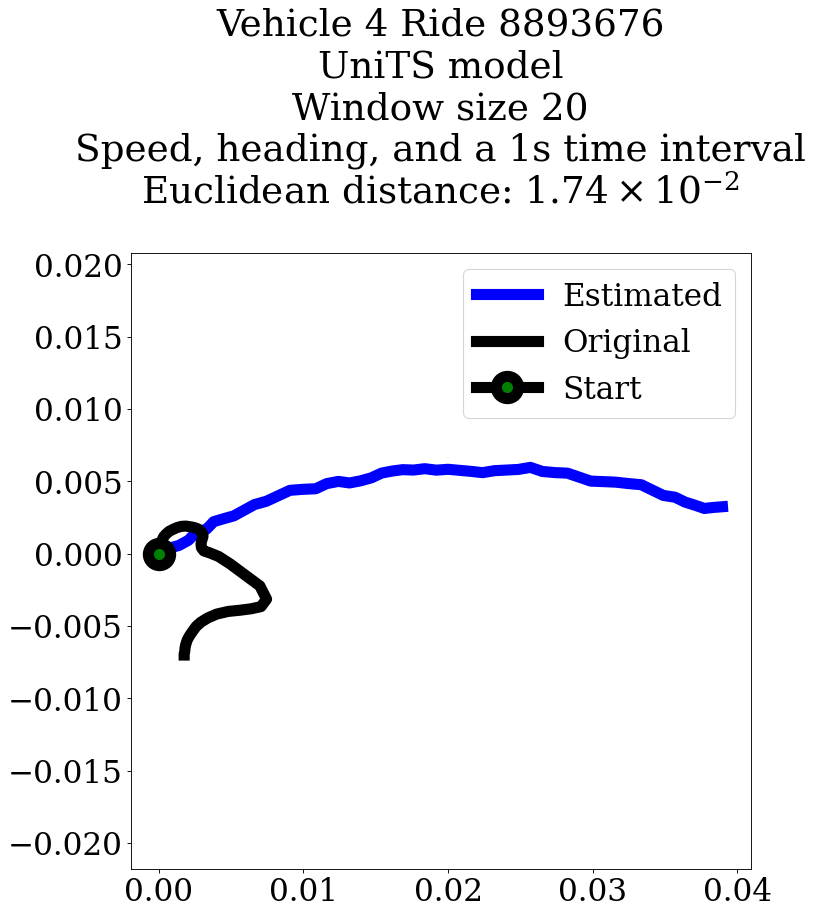 Vehicle 4 Ride 8893676
UniTS model
Window size 20
Speed, heading, and a 1s time interval
Euclidean distance: 1.74 × 10⁻²
Estimated
Original
Start
0.020
0.015
0.010
0.005
0.000
−0.005
−0.010
−0.015
−0.020
0.00 0.01 0.02 0.03 0.04